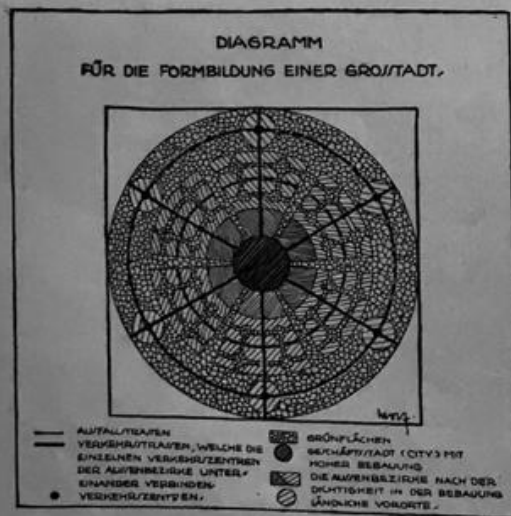 DIAGRAMM
FÜR DIE FORMBILDUNG EINER GROSSTADT.
AUSFALLSTRASSEN
VERKEHRSSTRASSEN, WELCHE DIE
EINZELNEN VERKEHRSZENTREN
DER AUSSENBEZIRKE UNTER-
EINANDER VERBINDEN.
VERKEHRSZENTREN.
GRÜNFLÄCHEN
GESCHÄFTSSTADT (CITY) MIT
HOHER BEBAUUNG
DIE AUSSENBEZIRKE NACH DER
DICHTIGKEIT IN DER BEBAUUNG
LÄNDLICHE VORORTE.